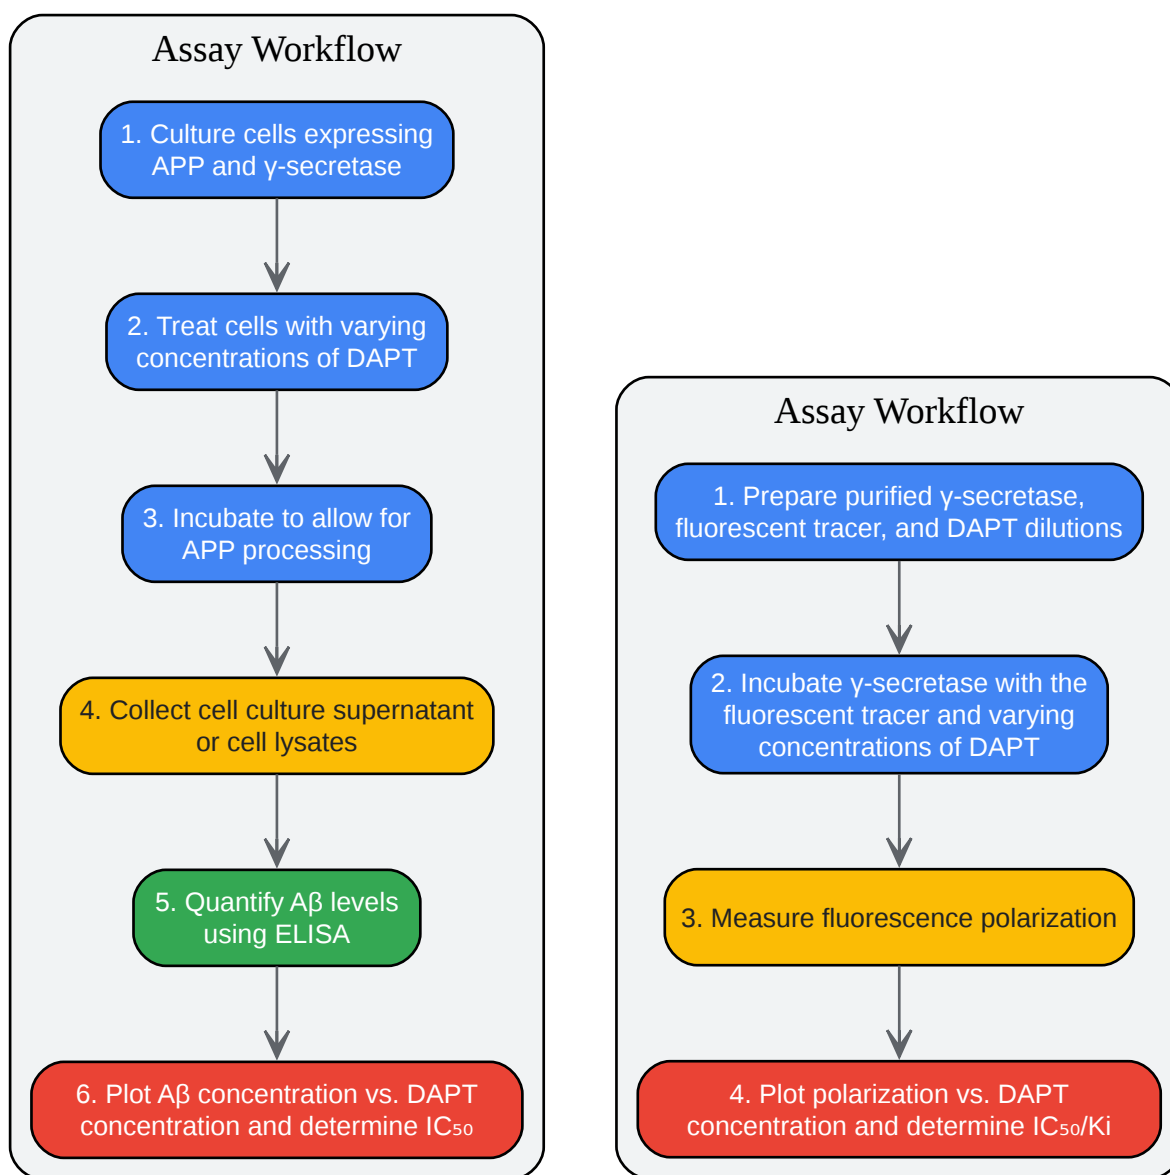 Assay Workflow
1. Culture cells expressing
APP and γ-secretase
2. Treat cells with varying
concentrations of DAPT
3. Incubate to allow for
APP processing
4. Collect cell culture supernatant
or cell lysates
5. Quantify Aβ levels
using ELISA
6. Plot Aβ concentration vs. DAPT
concentration and determine IC₅₀
Assay Workflow
1. Prepare purified γ-secretase,
fluorescent tracer, and DAPT dilutions
2. Incubate γ-secretase with the
fluorescent tracer and varying
concentrations of DAPT
3. Measure fluorescence polarization
4. Plot polarization vs. DAPT
concentration and determine IC₅₀/Ki